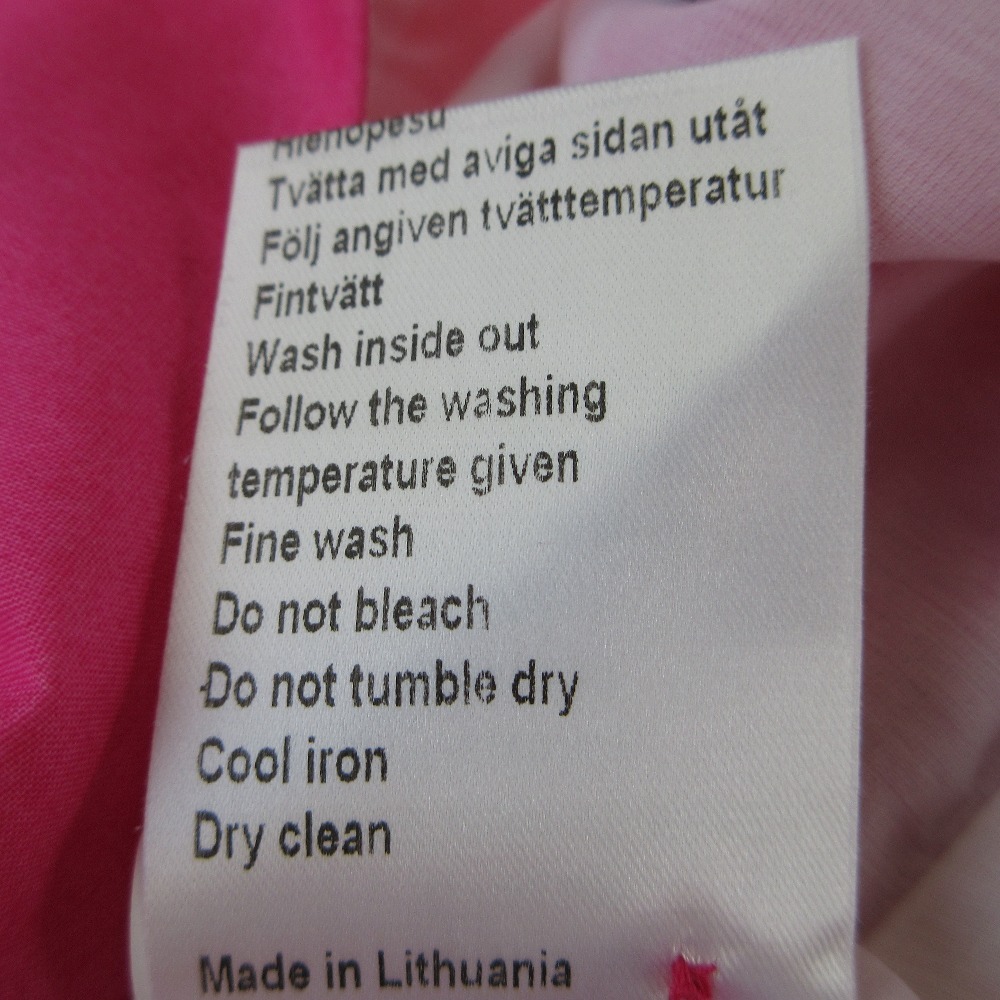 Hienopesu
Tvätta med aviga sidan utåt
Följ angiven tvätttemperatur
Fintvätt
Wash inside out
Follow the washing
temperature given
Fine wash
Do not bleach
Do not tumble dry
Cool iron
Dry clean
Made in Lithuania